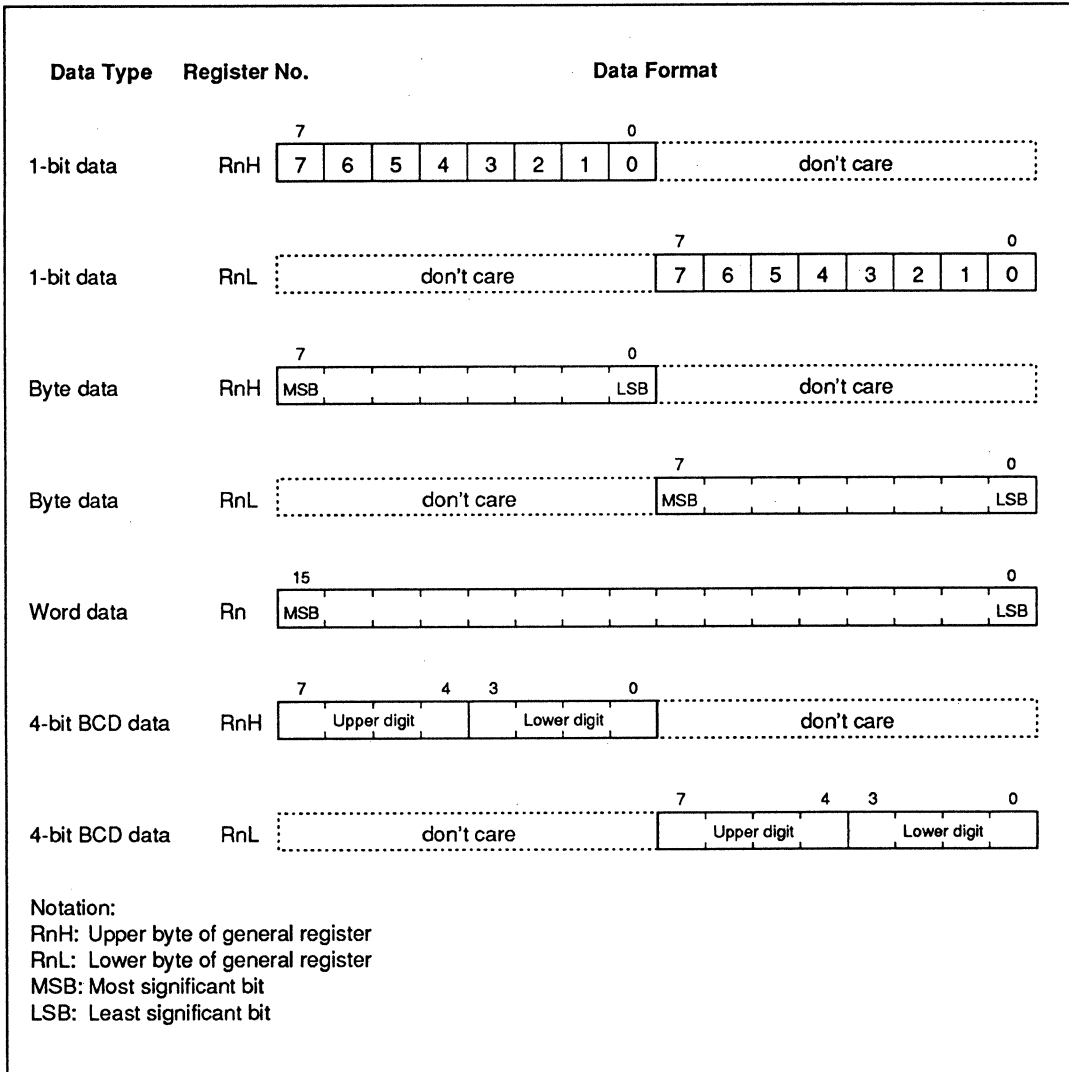 Data Type Register No. Data Format
7 0
1-bit data RnH 7 6 5 4 3 2 1 0 don't care
7 0
1-bit data RnL don't care 7 6 5 4 3 2 1 0
7 0
Byte data RnH MSB LSB don't care
7 0
Byte data RnL don't care MSB LSB
15 0
Word data Rn MSB LSB
7 4 3 0
4-bit BCD data RnH Upper digit Lower digit don't care
7 4 3 0
4-bit BCD data RnL don't care Upper digit Lower digit
Notation:
RnH: Upper byte of general register
RnL: Lower byte of general register
MSB: Most significant bit
LSB: Least significant bit